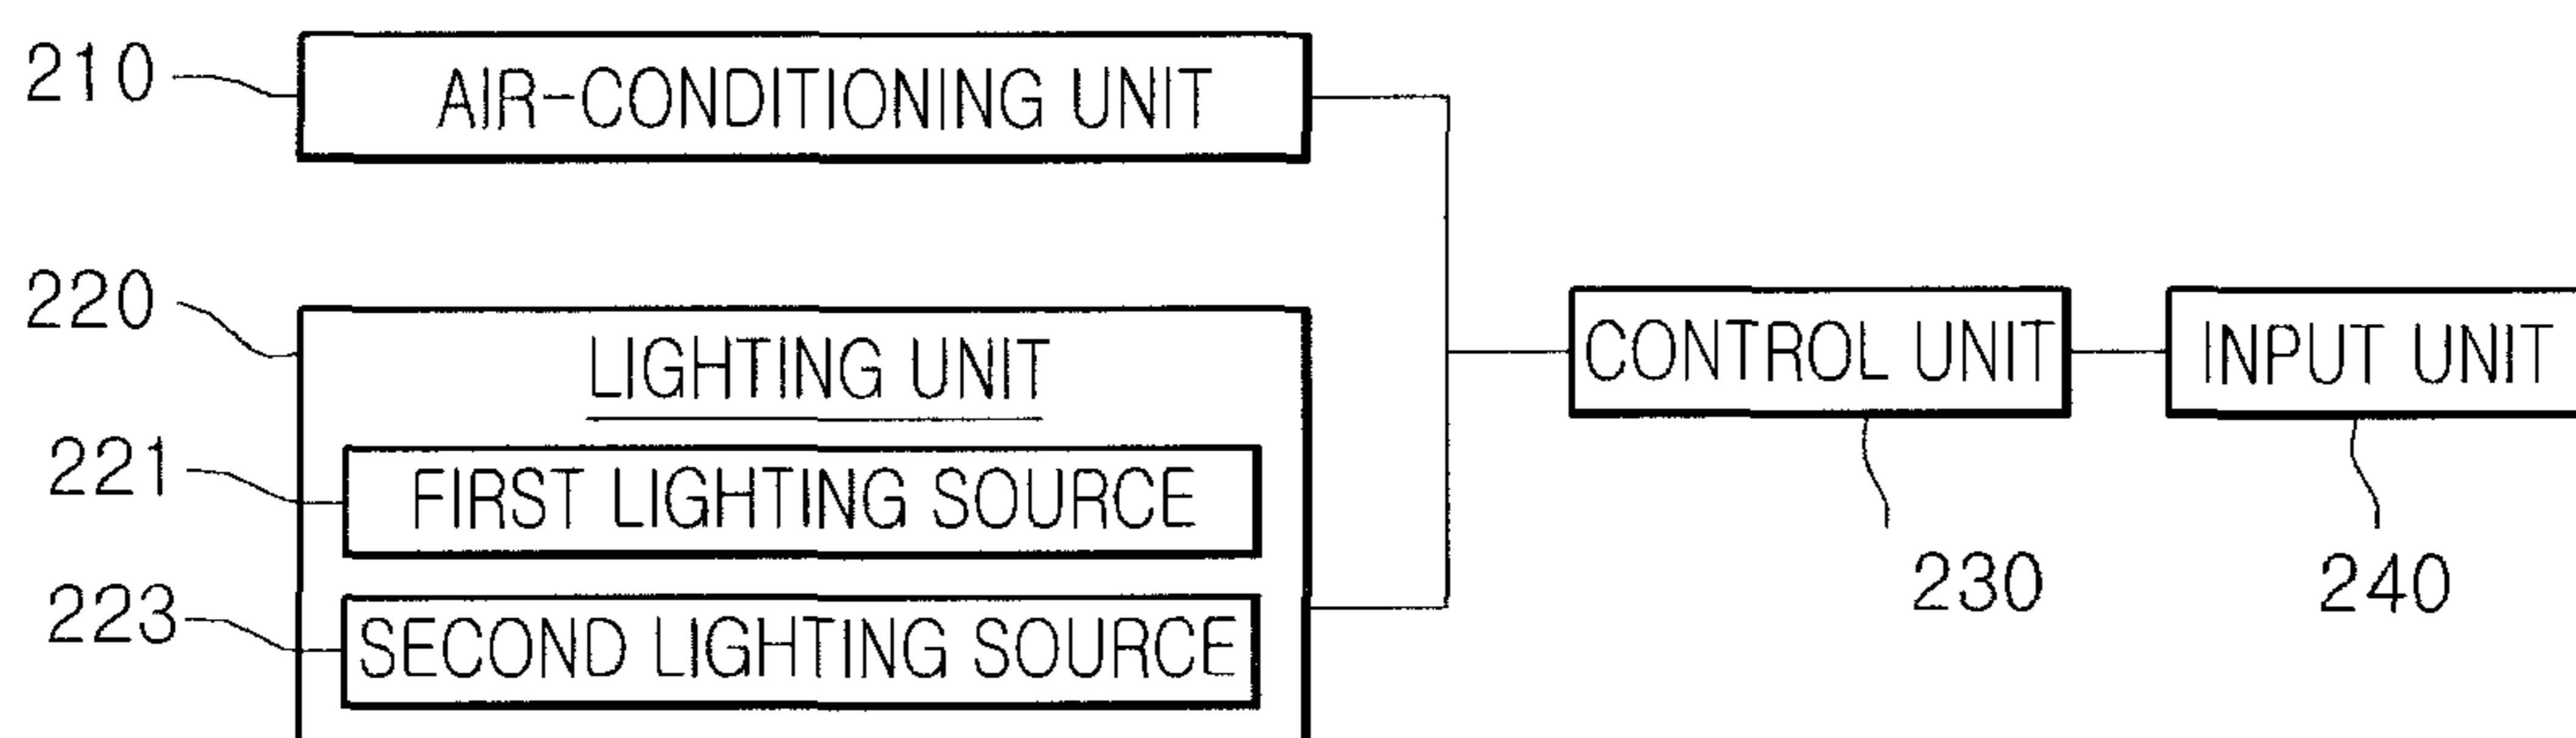 210
AIR-CONDITIONING UNIT
220
LIGHTING UNIT
221
FIRST LIGHTING SOURCE
223
SECOND LIGHTING SOURCE
CONTROL UNIT
230
INPUT UNIT
240